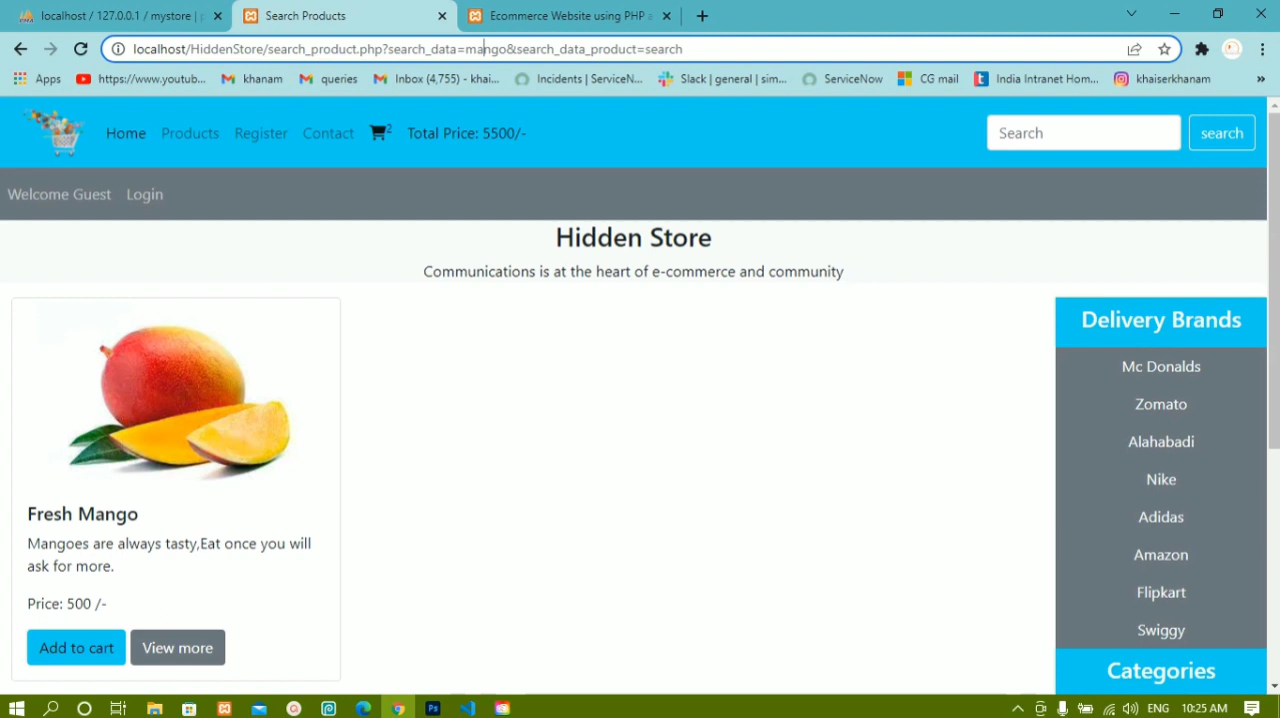 localhost / 127.0.0.1 / mystore | p
Search Products
Ecommerce Website using PHP a
localhost/HiddenStore/search_product.php?search_data=mango&search_data_product=search
Apps
https://www.youtub...
khanam
queries
Inbox (4,755) - khai...
Incidents | ServiceN...
Slack | general | sim...
ServiceNow
CG mail
India Intranet Hom...
khaiserkhanam
»
Home
Products
Register
Contact
2
Total Price: 5500/-
Search
search
Welcome Guest
Login
Hidden Store
Communications is at the heart of e-commerce and community
Fresh Mango
Mangoes are always tasty,Eat once you will
ask for more.
Price: 500 /-
Add to cart
View more
Delivery Brands
Mc Donalds
Zomato
Alahabadi
Nike
Adidas
Amazon
Flipkart
Swiggy
Categories
Ps
ENG
10:25 AM